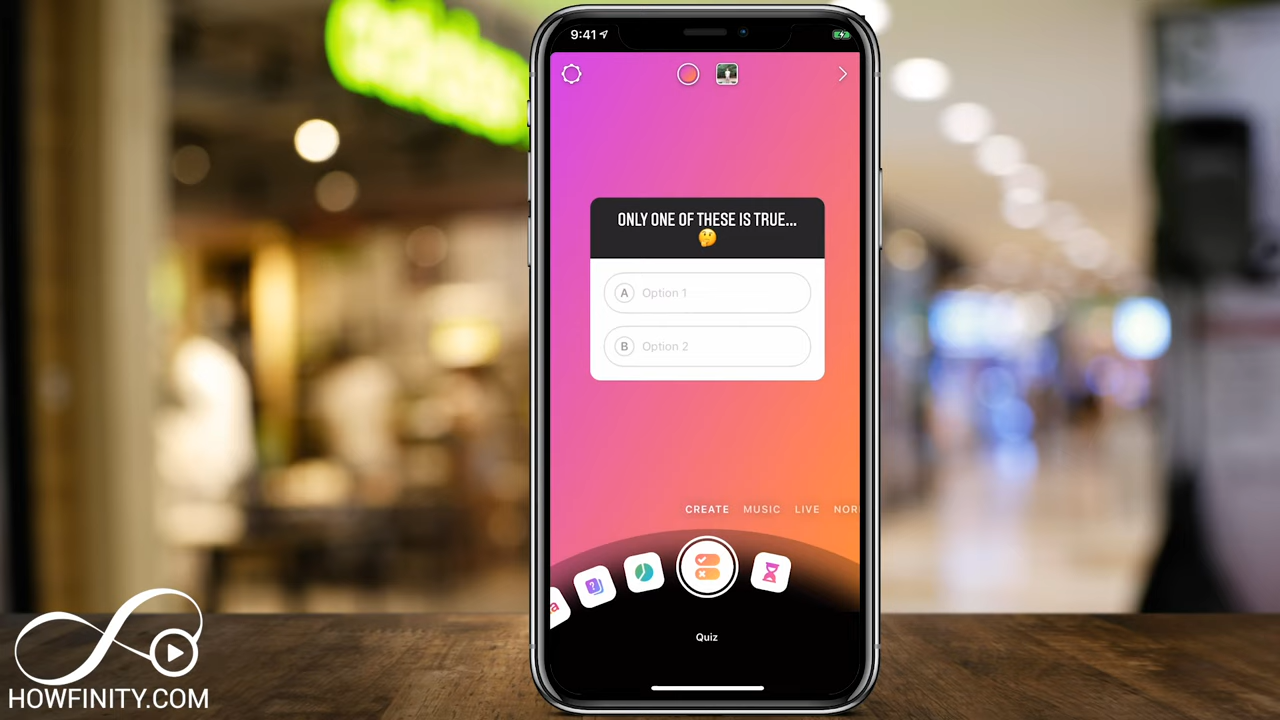 9:41
ONLY ONE OF THESE IS TRUE...
🤔
A Option 1
B Option 2
CREATE MUSIC LIVE NOR
?
a
Quiz
HOWFINITY.COM